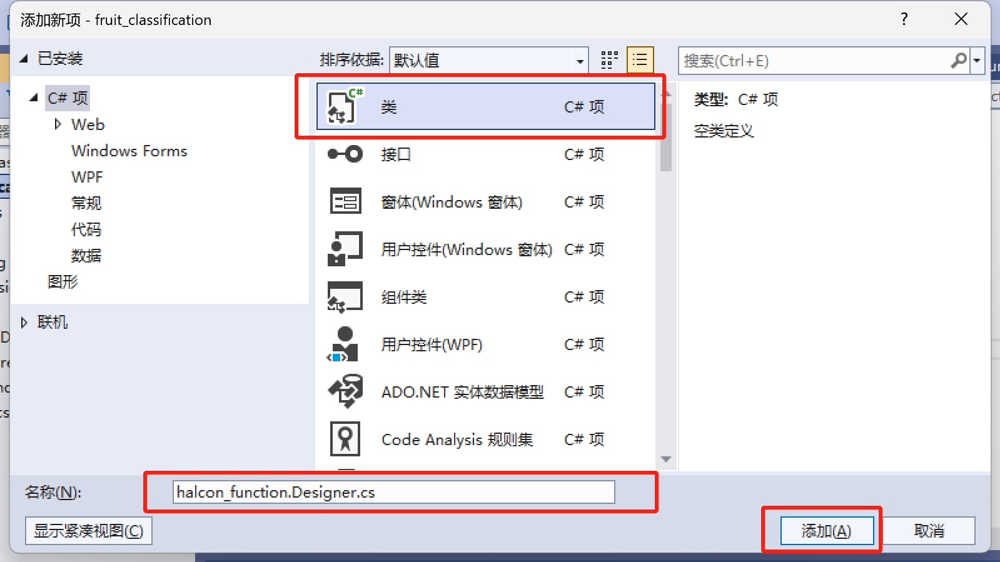 添加新项 - fruit_classification
?
已安装
排序依据: 默认值
搜索(Ctrl+E)
C# 项
Web
Windows Forms
WPF
常规
代码
数据
图形
联机
C#
类 C# 项
接口 C# 项
窗体(Windows 窗体) C# 项
用户控件(Windows 窗体) C# 项
组件类 C# 项
用户控件(WPF) C# 项
ADO.NET 实体数据模型 C# 项
Code Analysis 规则集 C# 项
类型: C# 项
空类定义
名称(N): halcon_function.Designer.cs
显示紧凑视图(C)
添加(A)
取消